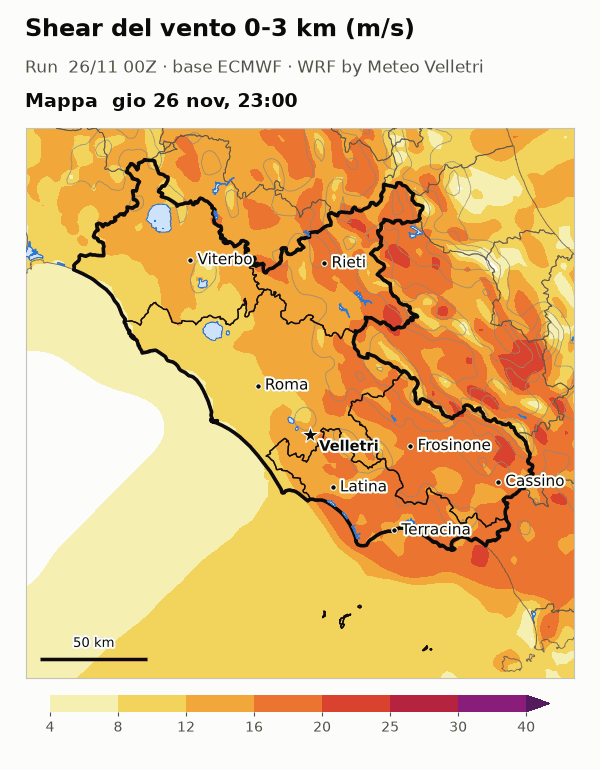 Shear del vento 0-3 km (m/s)
Run  26/11 00Z · base ECMWF · WRF by Meteo Velletri
Mappa  gio 26 nov, 23:00
Viterbo
Rieti
Roma
Velletri
Frosinone
Latina
Cassino
Terracina
50 km
4 8 12 16 20 25 30 40